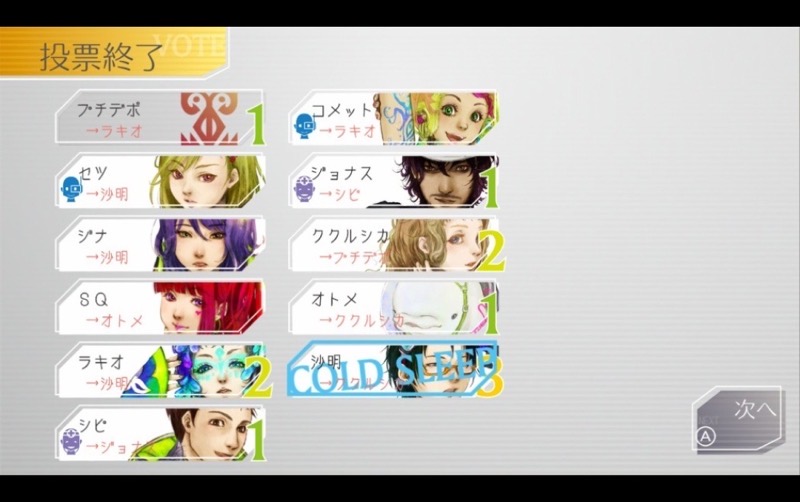 投票終了
VOTE
プチデポ
→ラキオ
1
コメット
→ラキオ
セツ
→沙明
ジョナス
→シピ
1
ジナ
→沙明
ククルシカ
→プチデ
2
SQ
→オトメ
オトメ
→ククルシカ
1
ラキオ
→沙明
2
沙明
COLD SLEEP
3
シピ
→ジョナ
1
次へ
A